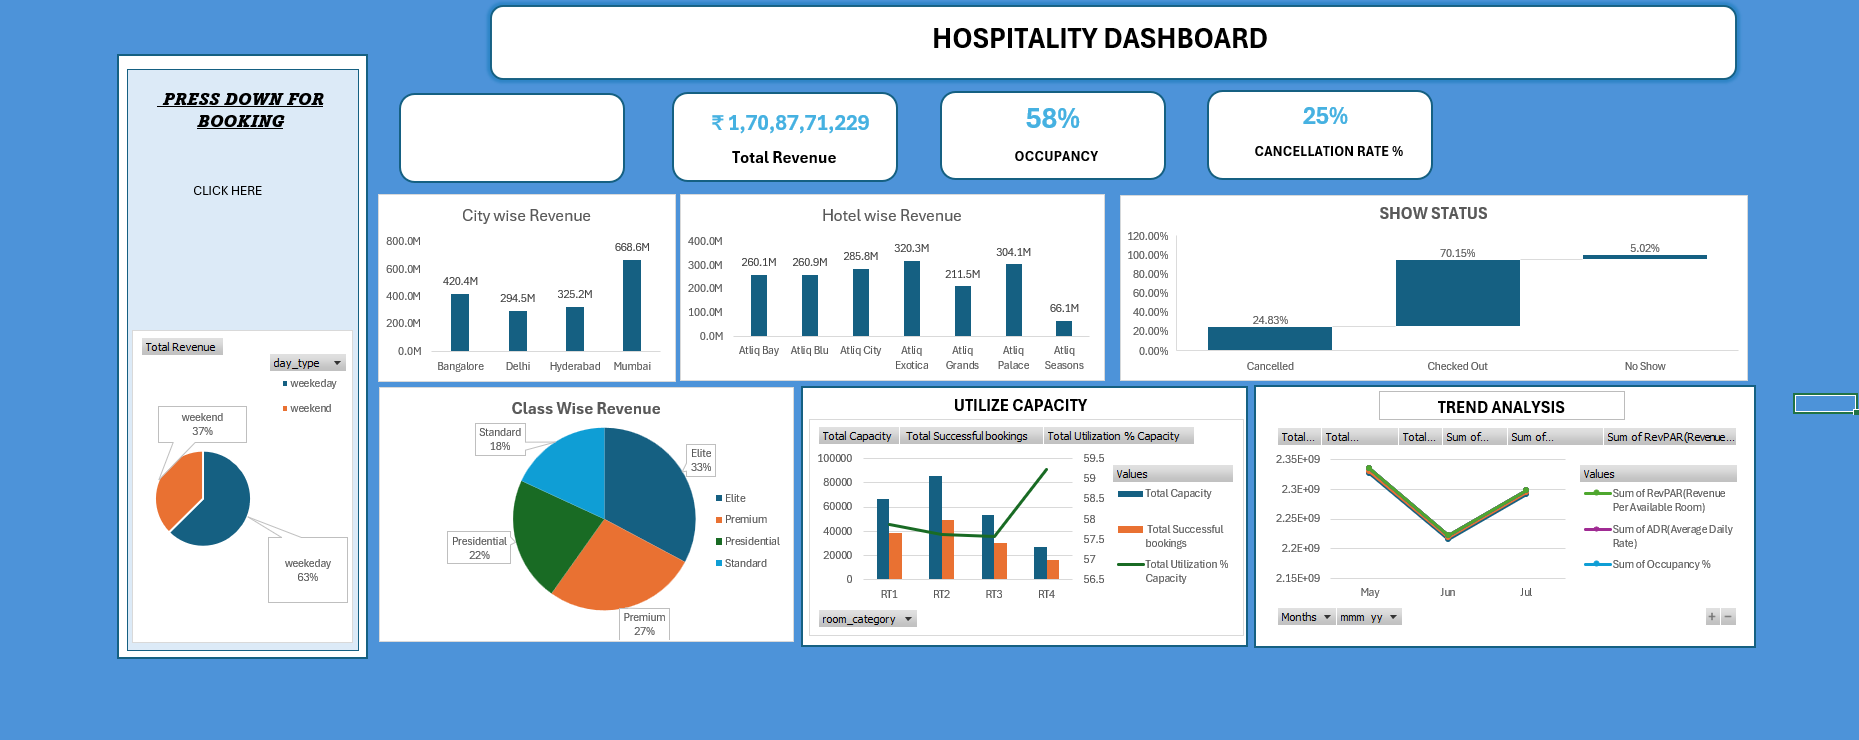 HOSPITALITY DASHBOARD
PRESS DOWN FOR
BOOKING
CLICK HERE
₹ 1,70,87,71,229
Total Revenue
58%
OCCUPANCY
25%
CANCELLATION RATE %
City wise Revenue
800.0M
600.0M
400.0M
200.0M
0.0M
420.4M
294.5M
325.2M
668.6M
Bangalore
Delhi
Hyderabad
Mumbai
Hotel wise Revenue
400.0M
300.0M
200.0M
100.0M
0.0M
260.1M
260.9M
285.8M
320.3M
211.5M
304.1M
66.1M
Atliq Bay
Atliq Blu
Atliq City
Atliq
Exotica
Atliq
Grands
Atliq
Palace
Atliq
Seasons
SHOW STATUS
120.00%
100.00%
80.00%
60.00%
40.00%
20.00%
0.00%
24.83%
70.15%
5.02%
Cancelled
Checked Out
No Show
Total Revenue
day_type
weekeday
weekend
weekend
37%
weekeday
63%
Class Wise Revenue
Standard
18%
Elite
33%
Presidential
22%
Premium
27%
Elite
Premium
Presidential
Standard
UTILIZE CAPACITY
Total Capacity
Total Successful bookings
Total Utilization % Capacity
100000
80000
60000
40000
20000
0
59.5
59
58.5
58
57.5
57
56.5
RT1
RT2
RT3
RT4
Values
Total Capacity
Total Successful
bookings
Total Utilization %
Capacity
room_category
TREND ANALYSIS
Total...
Total...
Total...
Sum of...
Sum of...
Sum of RevPAR(Revenue...
2.35E+09
2.3E+09
2.25E+09
2.2E+09
2.15E+09
May
Jun
Jul
Values
Sum of RevPAR(Revenue
Per Available Room)
Sum of ADR(Average Daily
Rate)
Sum of Occupancy %
Months
mmm yy
+ −